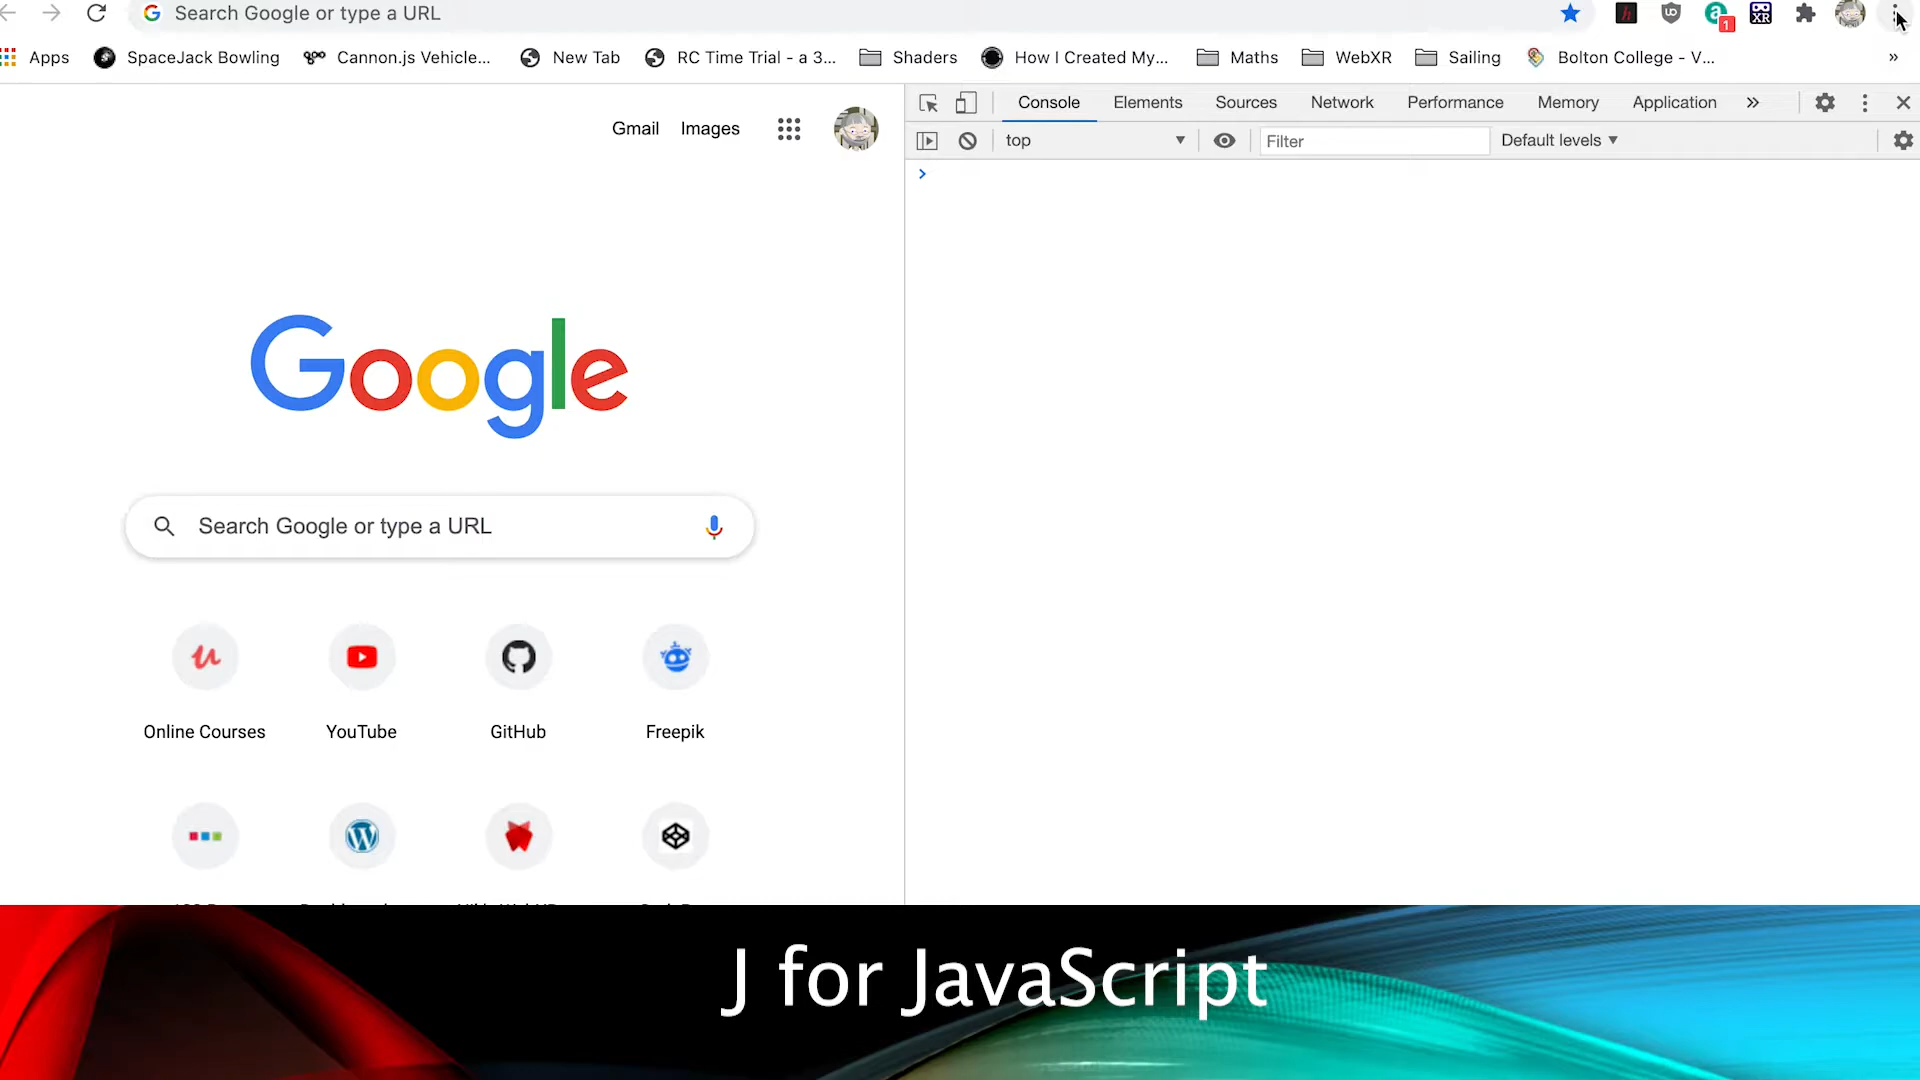 Search Google or type a URL
1
XR
Apps SpaceJack Bowling Cannon.js Vehicle... New Tab RC Time Trial - a 3... Shaders How I Created My... Maths WebXR Sailing Bolton College - V... »
Gmail Images
Console Elements Sources Network Performance Memory Application »
top Filter Default levels
Google
Search Google or type a URL
Online Courses YouTube GitHub Freepik
J for JavaScript